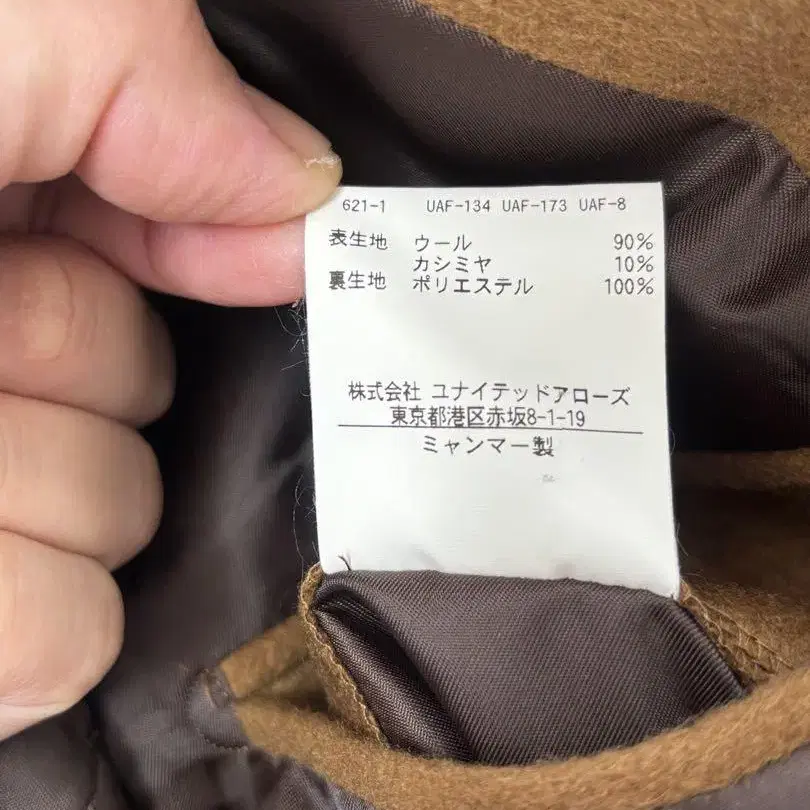 621-1 UAF-134 UAF-173 UAF-8
表生地 ウール 90%
カシミヤ 10%
裏生地 ポリエステル 100%
株式会社 ユナイテッドアローズ
東京都港区赤坂8-1-19
ミャンマー製